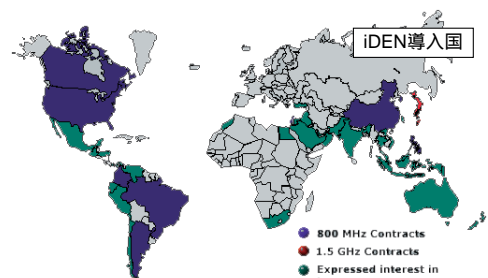 iDEN導入国
800 MHz Contracts
1.5 GHz Contracts
Expressed interest in